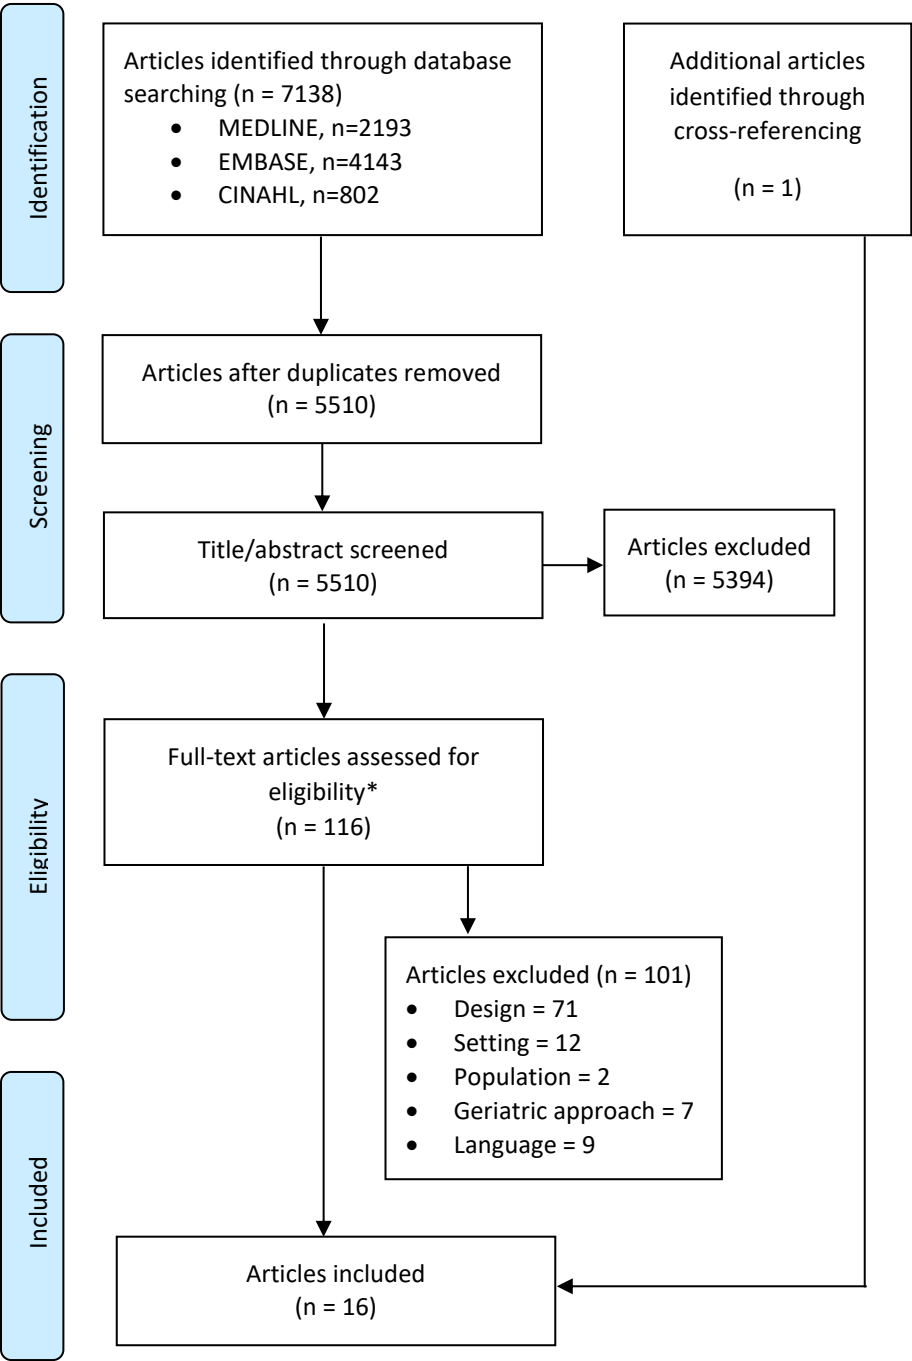 Identification
Articles identified through database
searching (n = 7138)
• MEDLINE, n=2193
• EMBASE, n=4143
• CINAHL, n=802
Additional articles
identified through
cross-referencing
(n = 1)
Screening
Articles after duplicates removed
(n = 5510)
Title/abstract screened
(n = 5510)
Articles excluded
(n = 5394)
Eligibility
Full-text articles assessed for
eligibility*
(n = 116)
Articles excluded (n = 101)
• Design = 71
• Setting = 12
• Population = 2
• Geriatric approach = 7
• Language = 9
Included
Articles included
(n = 16)